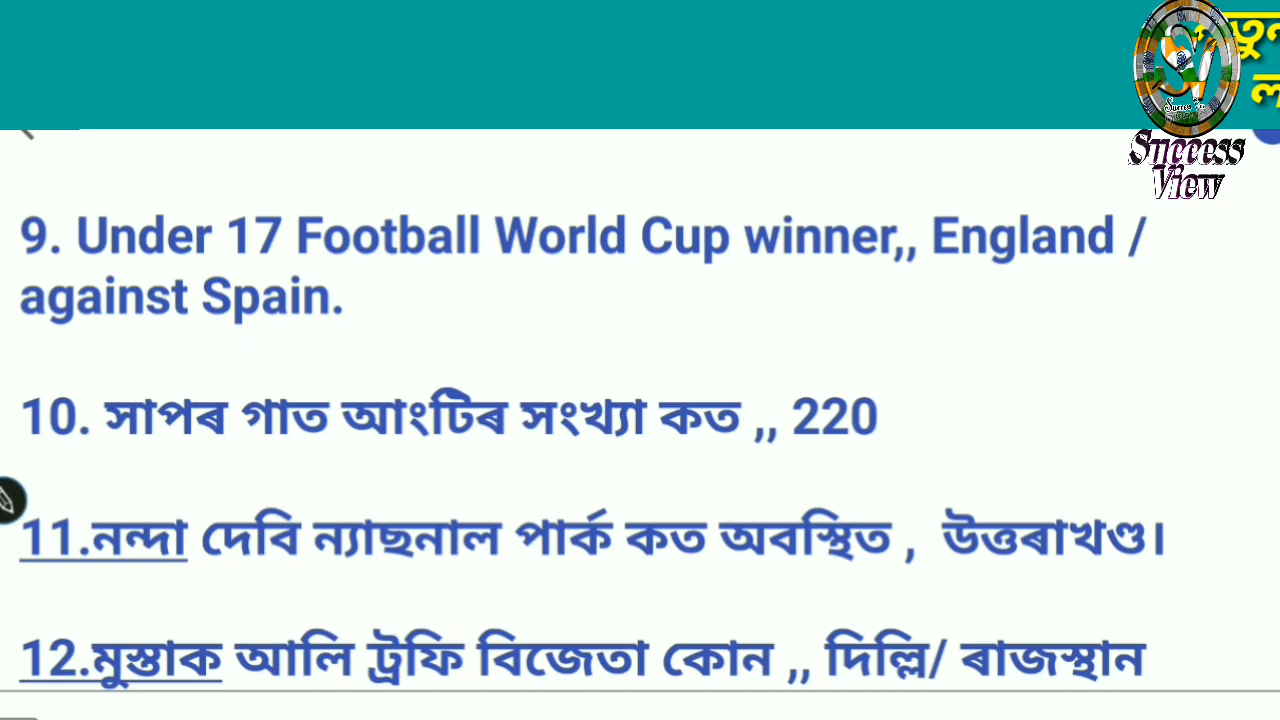 তুন
ল
Success
View
9. Under 17 Football World Cup winner,, England /
against Spain.
10. সাপৰ গাত আংটিৰ সংখ্যা কত ,, 220
11.নন্দা দেবি ন্যাছনাল পাৰ্ক কত অবস্থিত , উত্তৰাখণ্ড।
12.মুস্তাক আলি ট্ৰফি বিজেতা কোন ,, দিল্লি/ ৰাজস্থান